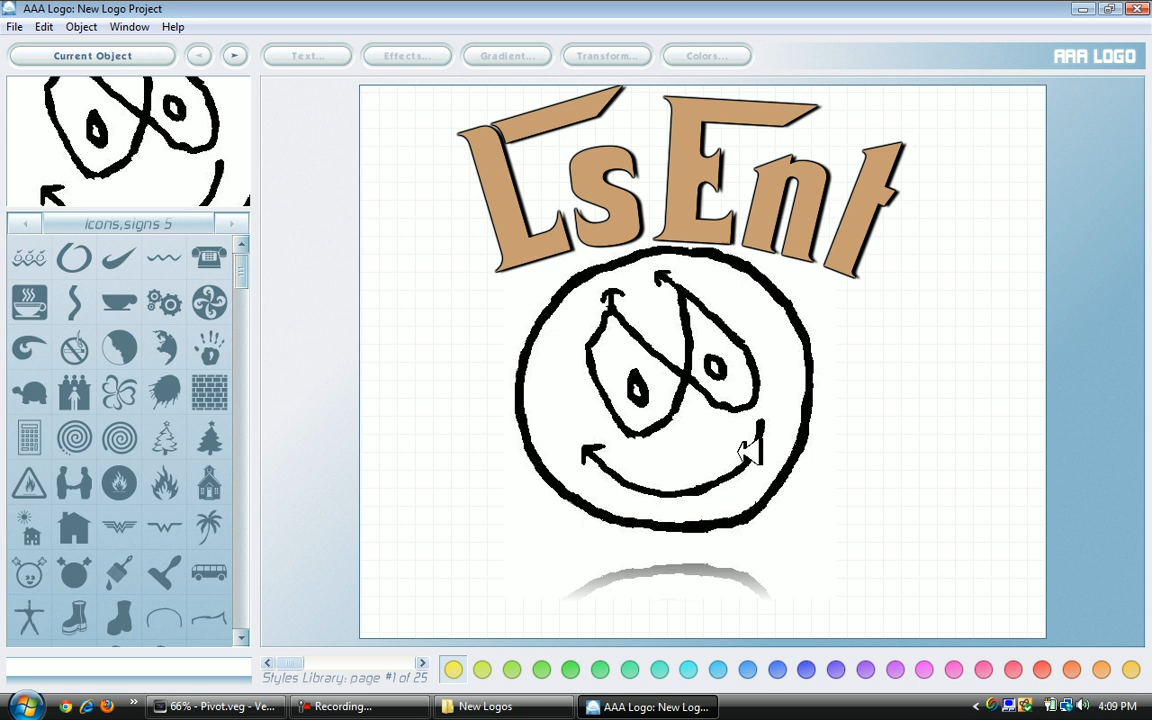 AAA Logo: New Logo Project
File Edit Object Window Help
Current Object
Text...
Effects...
Gradient...
Transform...
Colors...
AAA LOGO
Icons,signs 5
LsEnt
Styles Library: page #1 of 25
66% - Pivot.veg - Ve...
Recording...
New Logos
AAA Logo: New Log...
4:09 PM